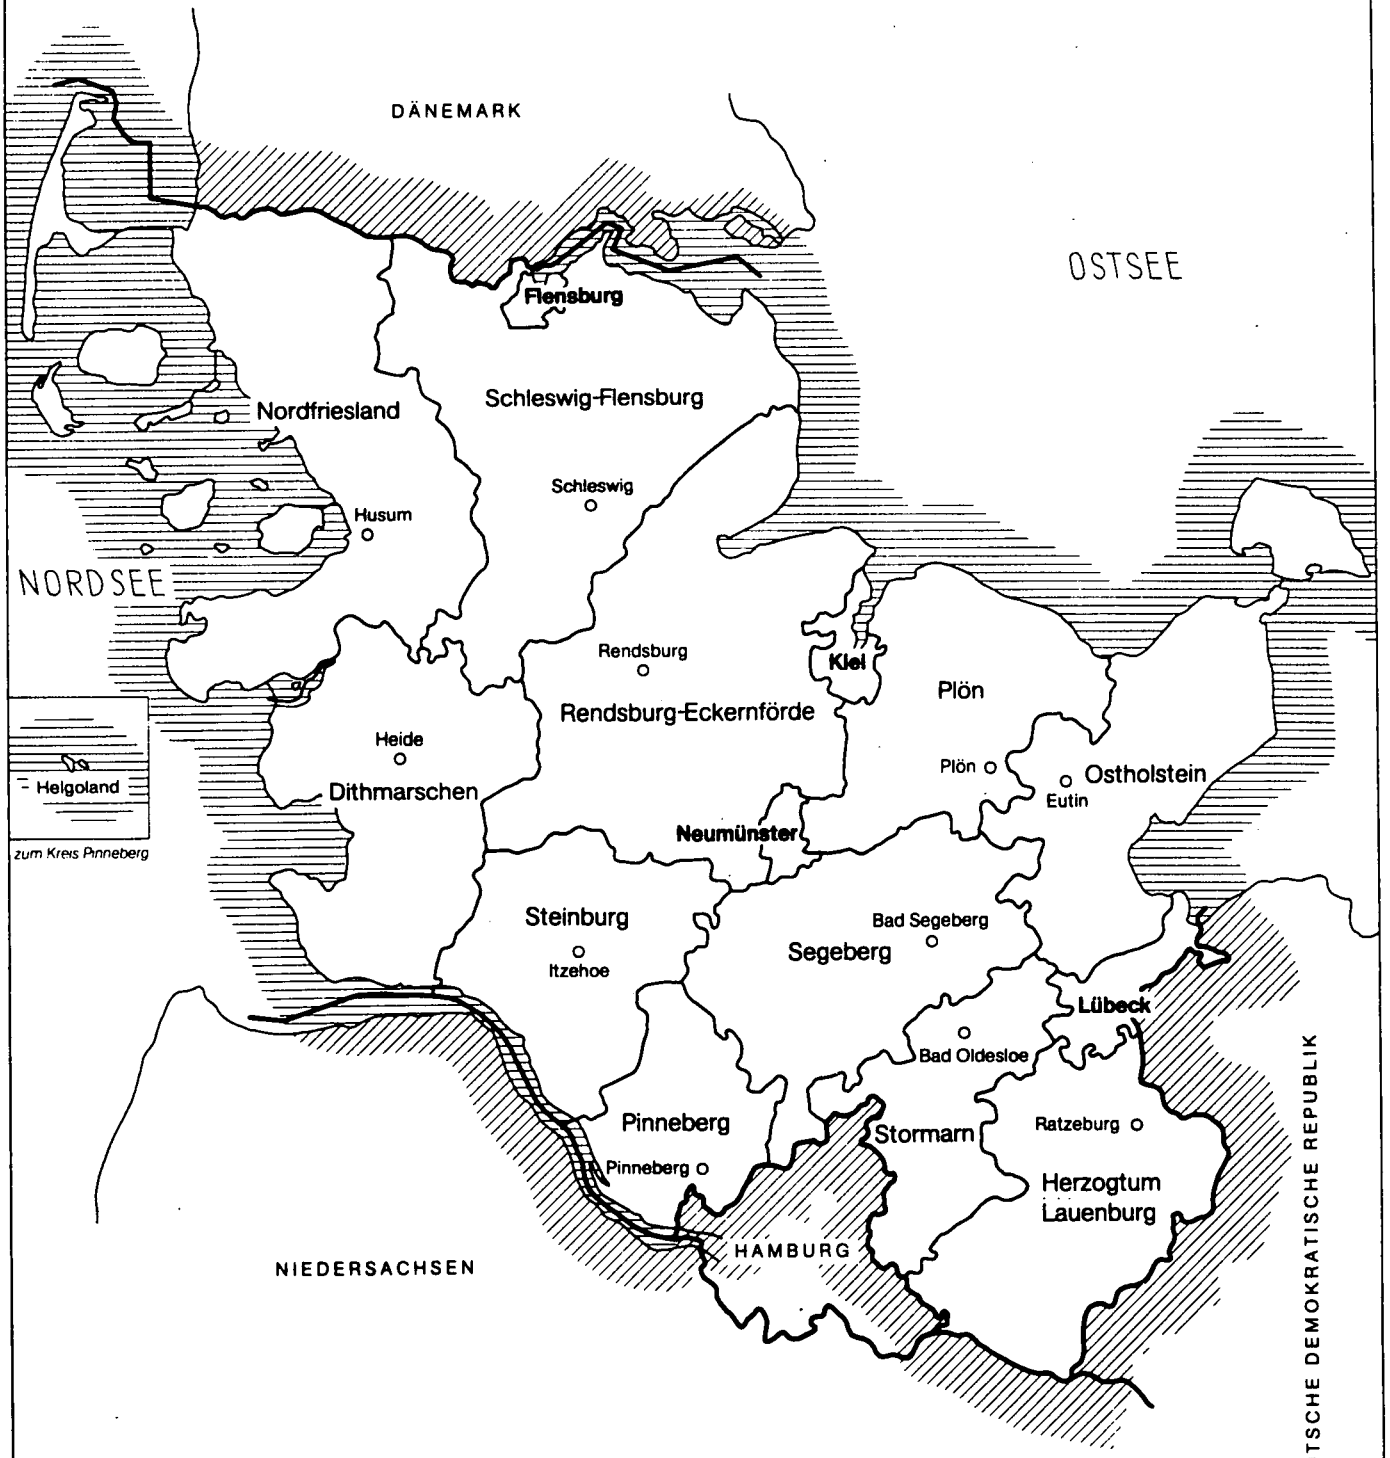 DÄNEMARK
OSTSEE
Flensburg
Schleswig-Flensburg
Nordfriesland
Schleswig
Husum
NORDSEE
Rendsburg
Kiel
Plön
Rendsburg-Eckernförde
Heide
Plön
Ostholstein
Eutin
Helgoland
Dithmarschen
Neumünster
zum Kreis Pinneberg
Steinburg
Bad Segeberg
Segeberg
Itzehoe
Lübeck
Bad Oldesloe
Pinneberg
Stormarn
Ratzeburg
Pinneberg
Herzogtum
Lauenburg
HAMBURG
NIEDERSACHSEN
TSCHE DEMOKRATISCHE REPUBLIK